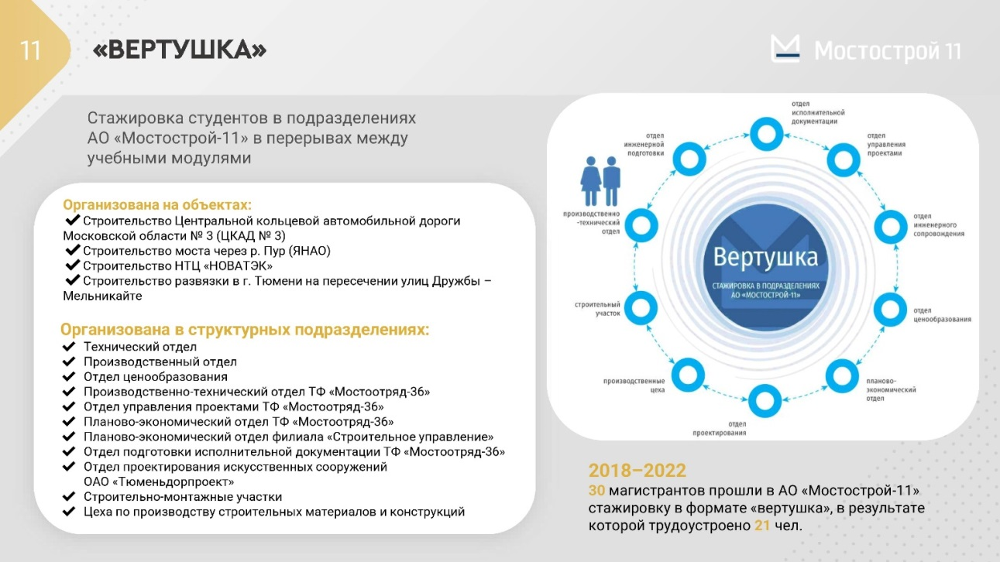 11
«ВЕРТУШКА»
Мостострой 11
Стажировка студентов в подразделениях
АО «Мостострой-11» в перерывах между
учебными модулями
Организована на объектах:
Строительство Центральной кольцевой автомобильной дороги
Московской области № 3 (ЦКАД № 3)
Строительство моста через р. Пур (ЯНАО)
Строительство НТЦ «НОВАТЭК»
Строительство развязки в г. Тюмени на пересечении улиц Дружбы –
Мельникайте
Организована в структурных подразделениях:
Технический отдел
Производственный отдел
Отдел ценообразования
Производственно-технический отдел ТФ «Мостоотряд-36»
Отдел управления проектами ТФ «Мостоотряд-36»
Планово-экономический отдел ТФ «Мостоотряд-36»
Планово-экономический отдел филиала «Строительное управление»
Отдел подготовки исполнительной документации ТФ «Мостоотряд-36»
Отдел проектирования искусственных сооружений
ОАО «Тюменьдорпроект»
Строительно-монтажные участки
Цеха по производству строительных материалов и конструкций
отдел
исполнительной
документации
отдел
управления
проектами
отдел
инженерного
сопровождения
отдел
ценообразования
планово-
экономический
отдел
отдел
проектирования
производственные
цеха
строительный
участок
производственно
-технический
отдел
отдел
инженерной
подготовки
Вертушка
СТАЖИРОВКА В ПОДРАЗДЕЛЕНИЯХ
АО «МОСТОСТРОЙ-11»
2018–2022
30 магистрантов прошли в АО «Мостострой-11»
стажировку в формате «вертушка», в результате
которой трудоустроено 21 чел.